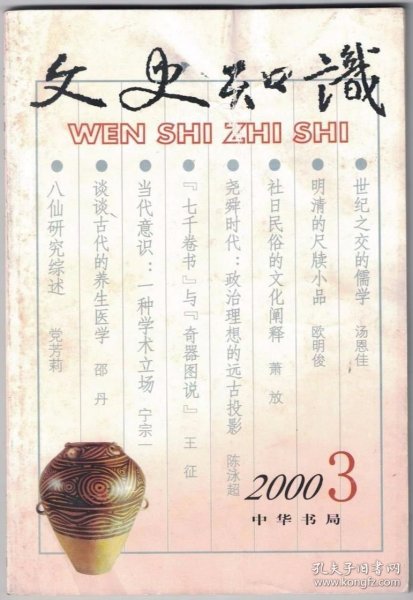 文史知識
WEN SHI ZHI SHI
世纪之交的儒学 汤恩佳
明清的尺牍小品 欧明俊
社日民俗的文化阐释 萧放
尧舜时代：政治理想的远古投影 陈泳超
『七千卷书』与『奇器图说』 王征
当代意识：一种学术立场 宁宗一
谈谈古代的养生医学 邵丹
八仙研究综述 党芳莉
2000 3
中华书局
孔夫子旧书网
www.kongfz.com